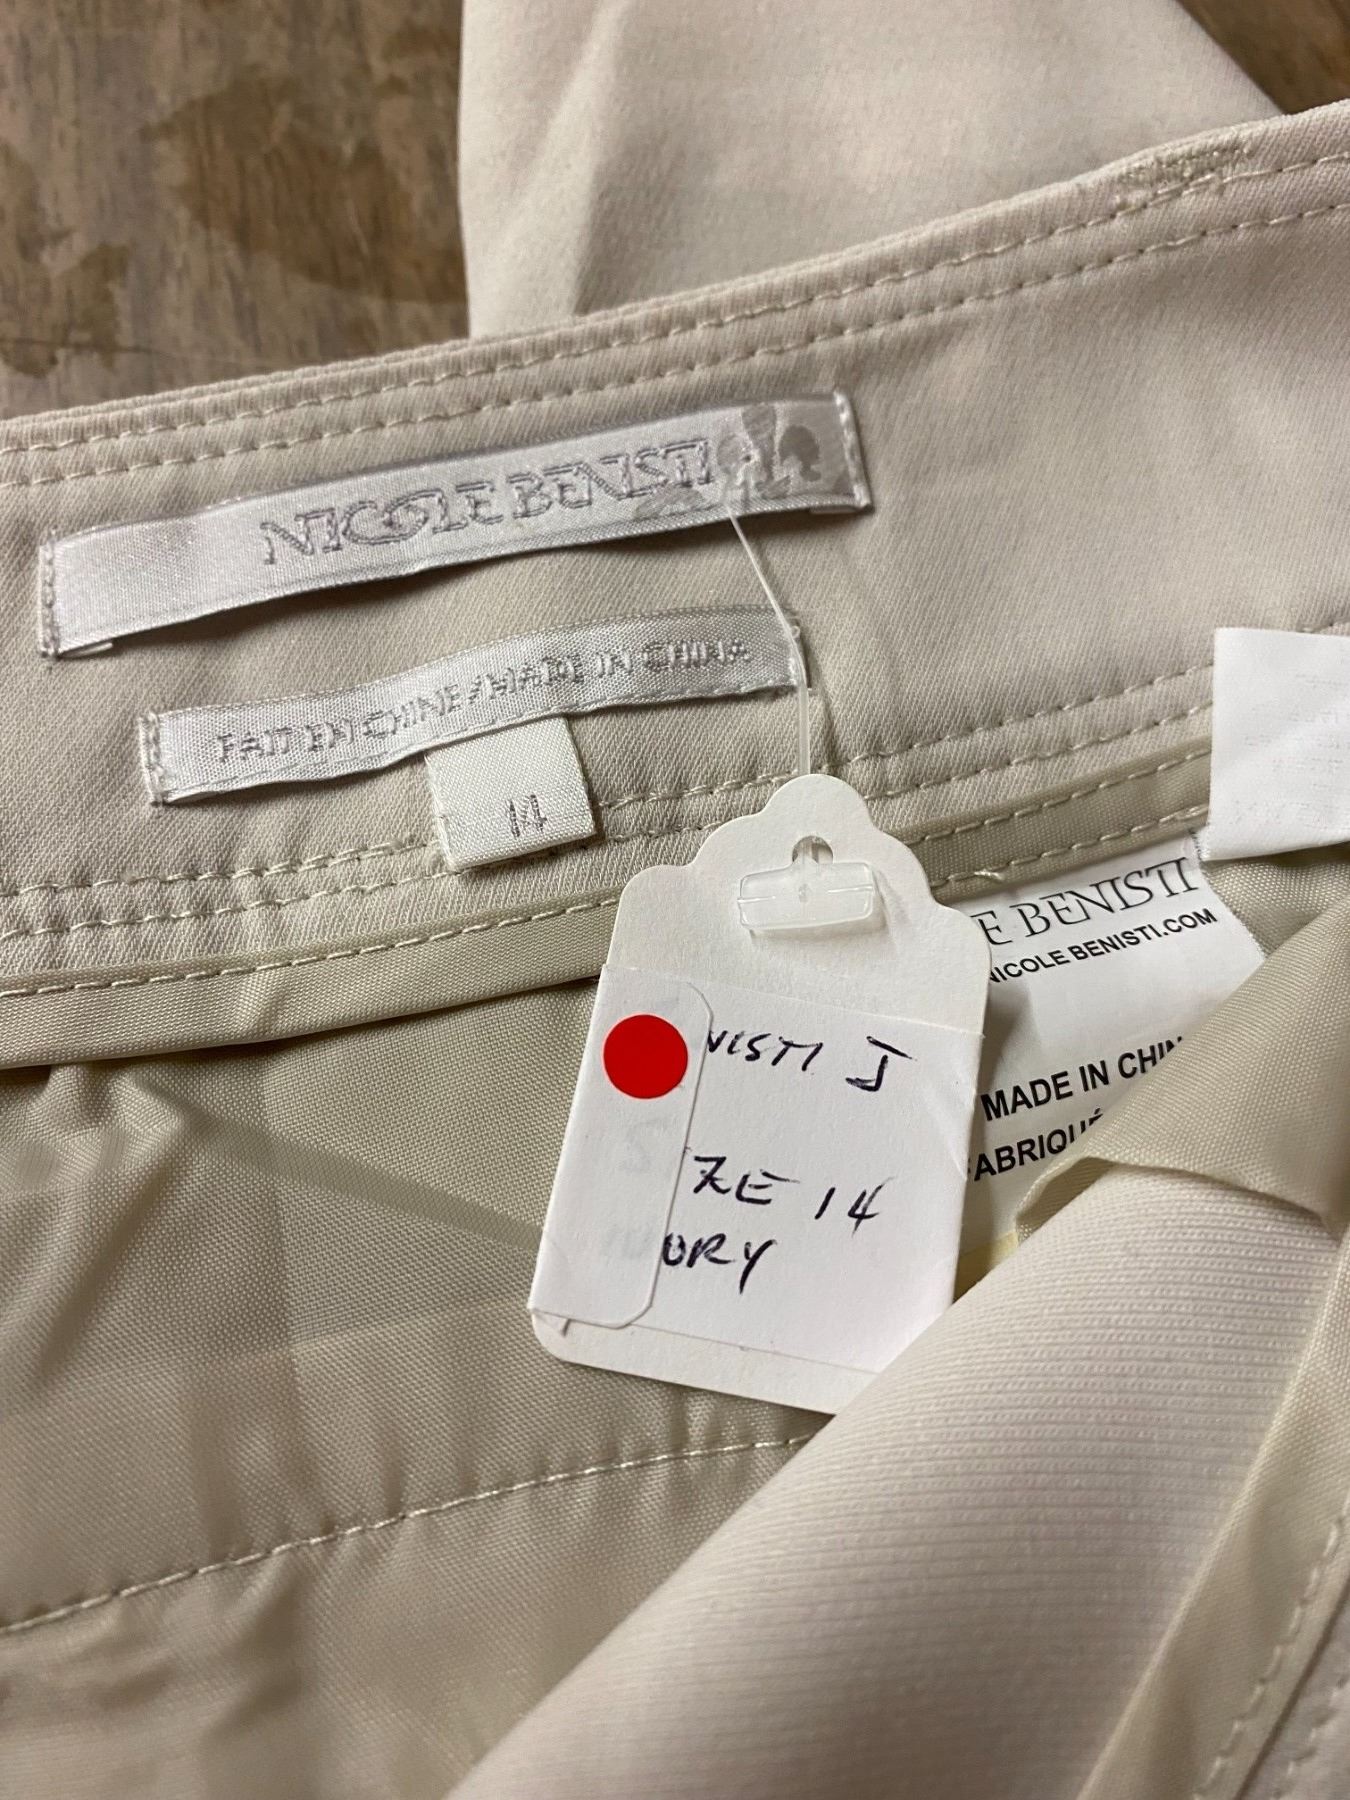 NICOLE BENISTI
FAIT EN CHINE / MADE IN CHINA
14
E BENISTI
NICOLE BENISTI.COM
MADE IN CHIN
FABRIQUÉ
NISTI J
ZE 14
ORY